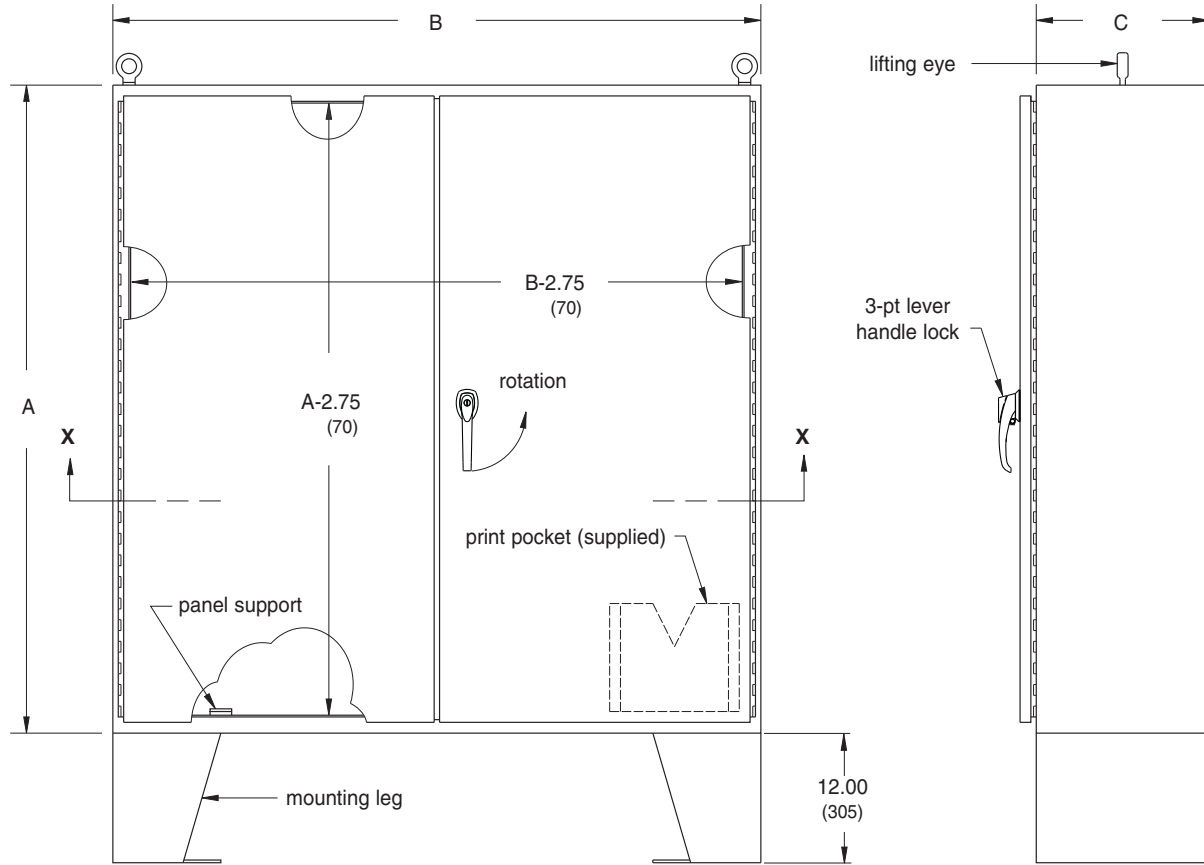 B
C
lifting eye
B-2.75
(70)
3-pt lever
handle lock
rotation
A
A-2.75
(70)
X
X
print pocket (supplied)
panel support
mounting leg
12.00
(305)